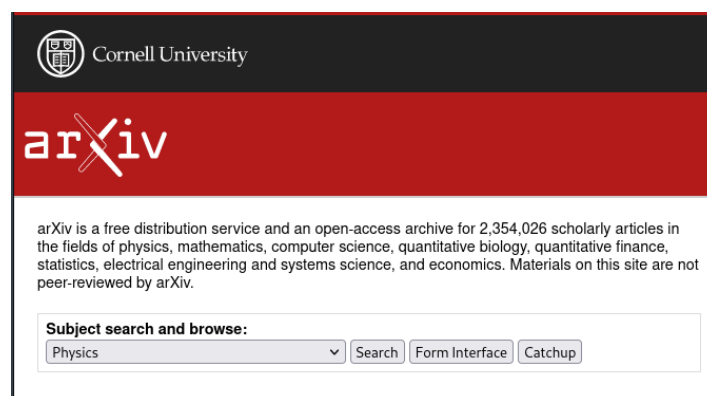 Cornell University
arXiv
arXiv is a free distribution service and an open-access archive for 2,354,026 scholarly articles in
the fields of physics, mathematics, computer science, quantitative biology, quantitative finance,
statistics, electrical engineering and systems science, and economics. Materials on this site are not
peer-reviewed by arXiv.
Subject search and browse:
Physics Search Form Interface Catchup